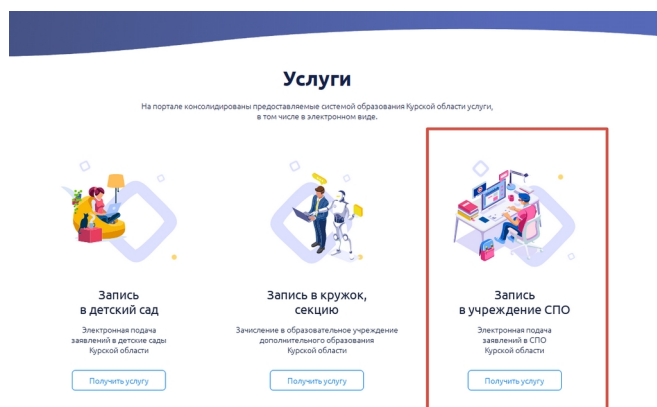 Услуги
На портале консолидированы предоставляемые системой образования Курской области услуги,
в том числе в электронном виде.
Запись
в детский сад
Электронная подача
заявлений в детские сады
Курской области
Получить услугу
Запись в кружок,
секцию
Зачисление в образовательное учреждение
дополнительного образования
Курской области
Получить услугу
Запись
в учреждение СПО
Электронная подача
заявлений в СПО
Курской области
Получить услугу